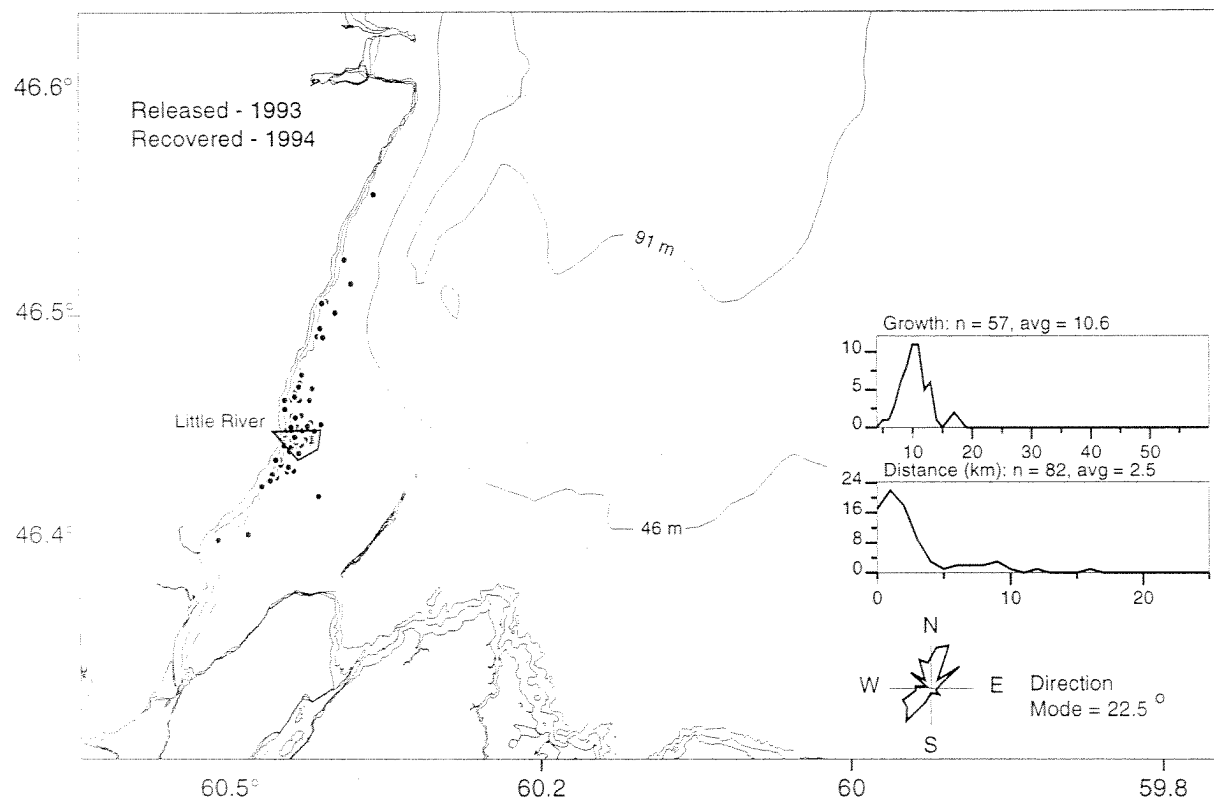 46.6°
Released - 1993
Recovered - 1994
91 m
46.5°
Growth: n = 57, avg = 10.6
10
5
0
10 20 30 40 50
Little River
Distance (km): n = 82, avg = 2.5
24
16
8
0
0 10 20
46.4°
46 m
N
W E
S
Direction
Mode = 22.5 °
60.5° 60.2 60 59.8